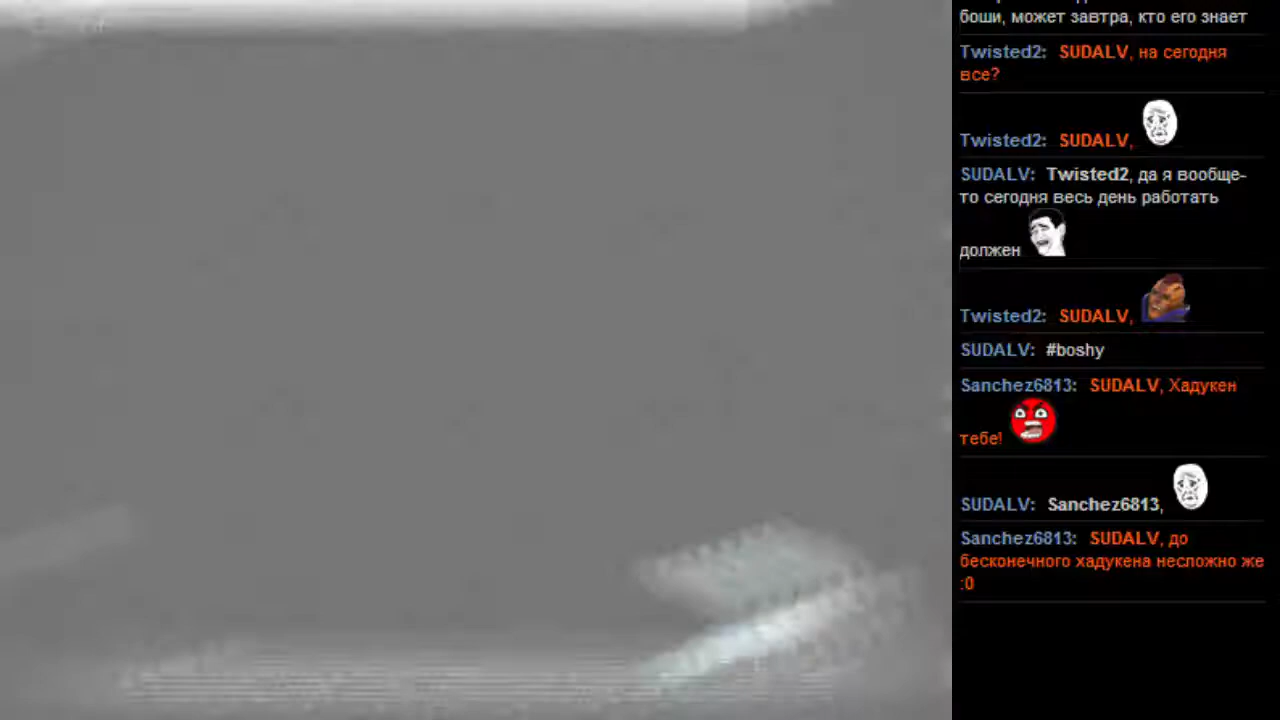 боши, может завтра, кто его знает
Twisted2: SUDALV, на сегодня
все?
Twisted2: SUDALV,
SUDALV: Twisted2, да я вообще-
то сегодня весь день работать
должен
Twisted2: SUDALV,
SUDALV: #boshy
Sanchez6813: SUDALV, Хадукен
тебе!
SUDALV: Sanchez6813,
Sanchez6813: SUDALV, до
бесконечного хадукена несложно же
:0